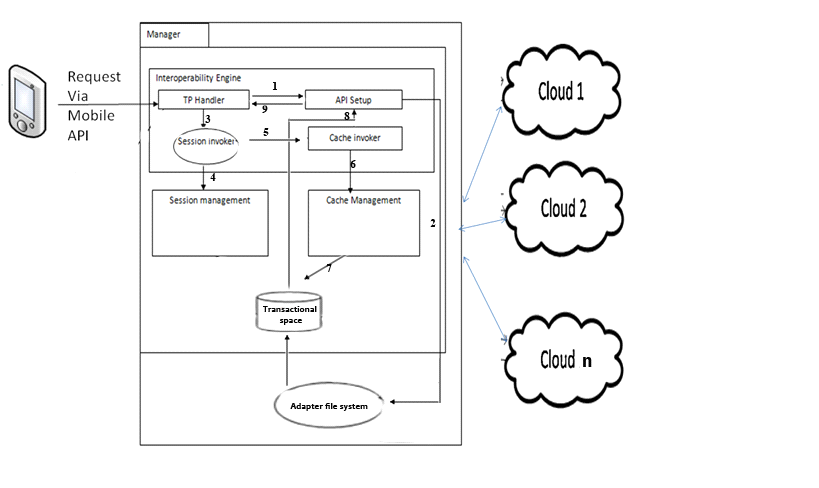 Manager
Request
Via
Mobile
API
Interoperability Engine
TP Handler
1
API Setup
9
3
8
Session invoker
5
Cache invoker
6
4
Session management
Cache Management
2
7
Transactional
space
Adapter file system
Cloud 1
Cloud 2
Cloud n